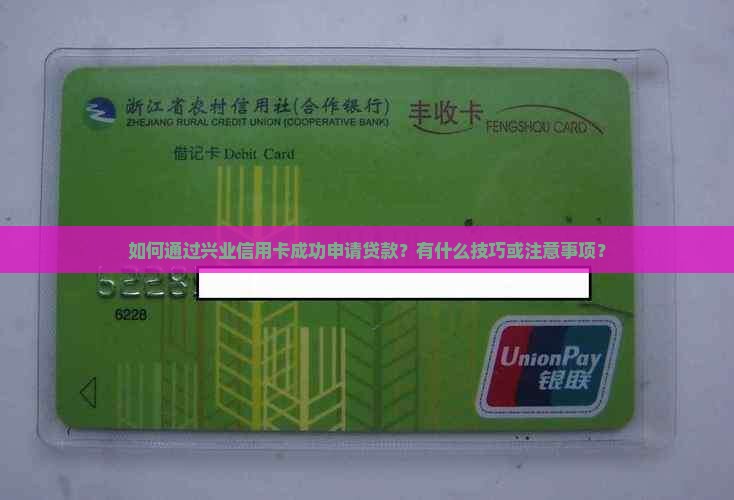 浙江省农村信用社(合作银行)
ZHEJIANG RURAL CREDIT UNION (COOPERATIVE BANK)
丰收卡 FENGSHOU CARD
借记卡 Debit Card
如何通过兴业信用卡成功申请贷款？有什么技巧或注意事项？
6228
6228
UnionPay
银联